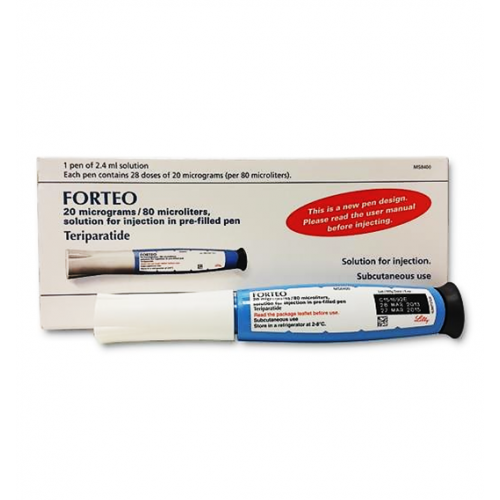 1 pen of 2.4 ml solution
Each pen contains 28 doses of 20 micrograms (per 80 microliters).
MS8400
FORTEO
20 micrograms/80 microliters,
solution for injection in pre-filled pen
Teriparatide
This is a new pen design.
Please read the user manual
before injecting.
Solution for injection.
Subcutaneous use
FORTEO
20 micrograms/80 microliters,
solution for injection in pre-filled pen
Teriparatide
Read the package leaflet before use.
Subcutaneous use
Store in a refrigerator at 2-8°C.
28 MAR 2013
27 MAR 2015
Lilly